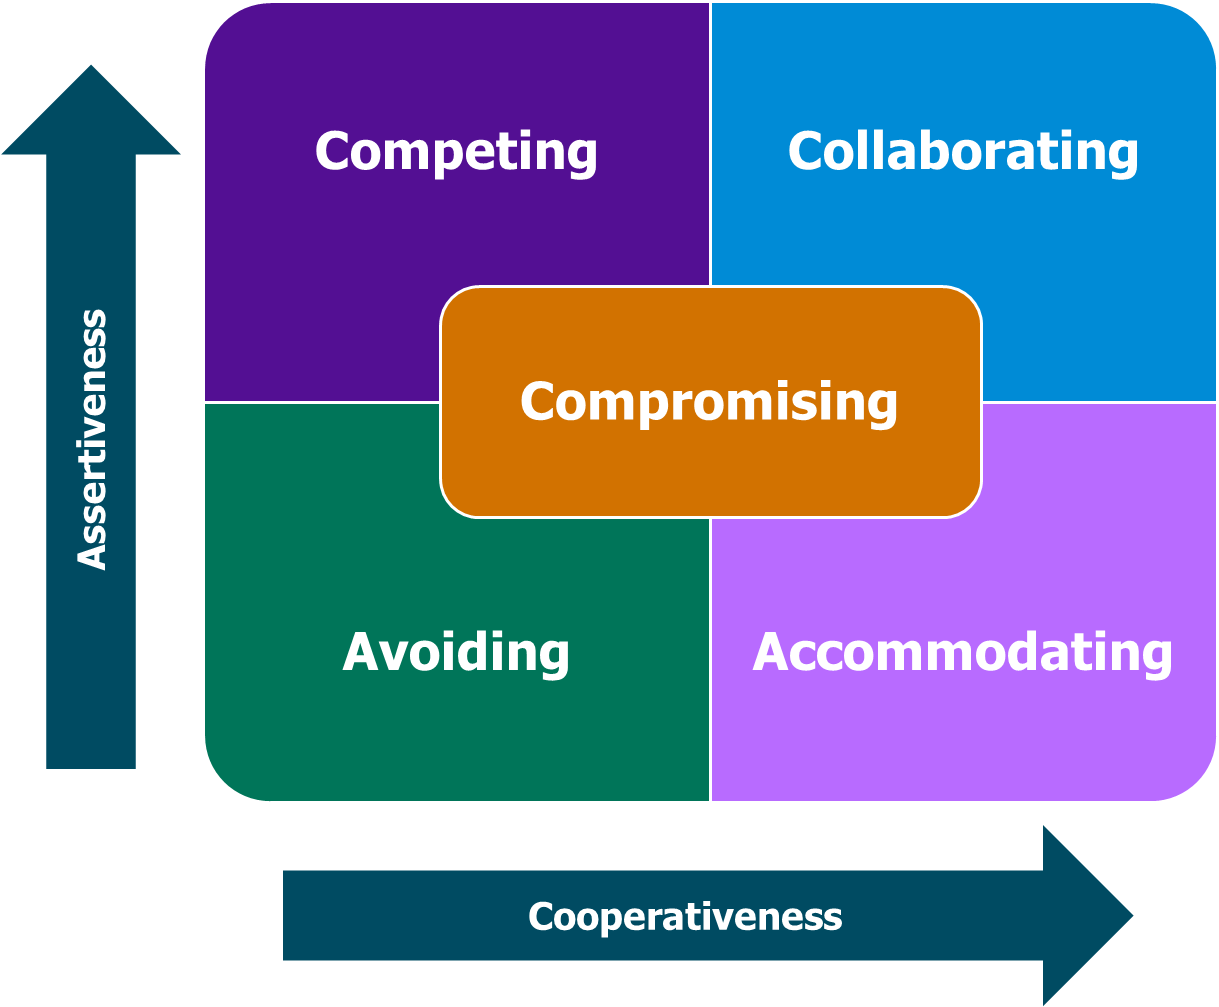 Competing
Collaborating
Compromising
Avoiding
Accommodating
Assertiveness
Cooperativeness